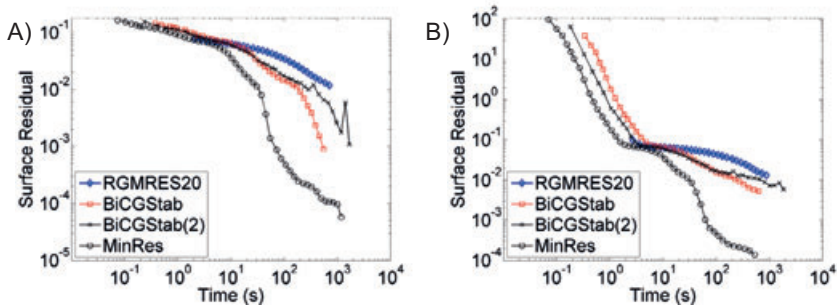 A)
Surface Residual
10^-1
10^-2
10^-3
10^-4
10^-5
RGMRES20
BiCGStab
BiCGStab(2)
MinRes
10^-1 10^0 10^1 10^2 10^3 10^4
Time (s)
B)
Surface Residual
10^2
10^1
10^0
10^-1
10^-2
10^-3
10^-4
RGMRES20
BiCGStab
BiCGStab(2)
MinRes
10^-1 10^0 10^1 10^2 10^3 10^4
Time (s)